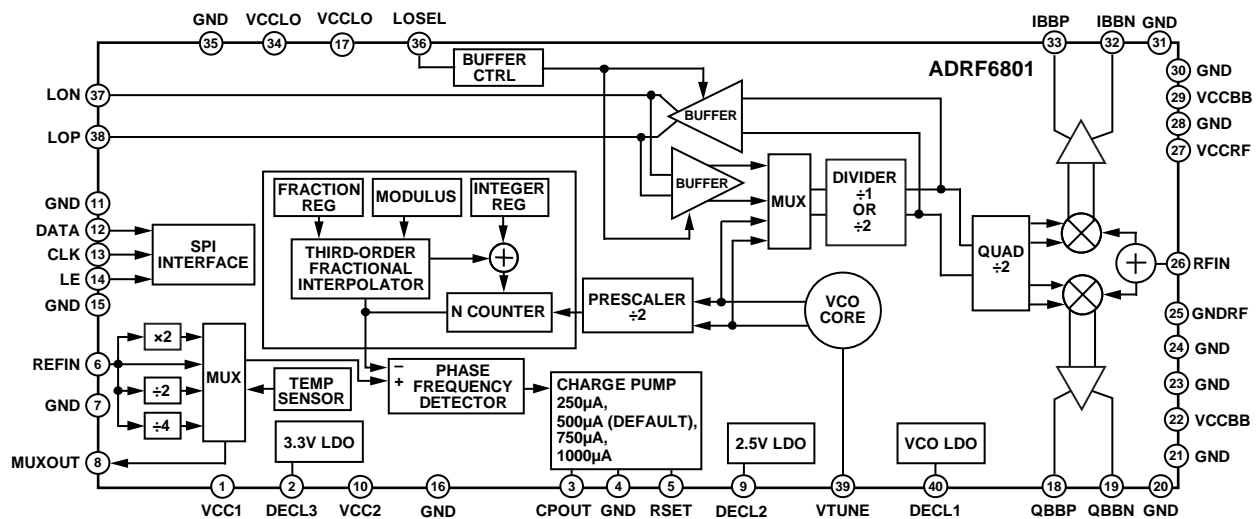 GND
VCCLO
VCCLO
LOSEL
IBBP
IBBN
GND
35
34
17
36
33
32
31
BUFFER
CTRL
ADRF6801
30
GND
29
VCCBB
28
GND
27
VCCRF
LON
37
LOP
38
BUFFER
BUFFER
MUX
DIVIDER
÷1
OR
÷2
FRACTION
REG
MODULUS
INTEGER
REG
THIRD-ORDER
FRACTIONAL
INTERPOLATOR
+
N COUNTER
PRESCALER
÷2
VCO
CORE
QUAD
÷2
+
26
RFIN
GND
11
DATA
12
CLK
13
LE
14
GND
15
SPI
INTERFACE
25
GNDRF
24
GND
23
GND
22
VCCBB
21
GND
REFIN
6
GND
7
MUXOUT
8
×2
÷2
÷4
MUX
TEMP
SENSOR
–
+
PHASE
FREQUENCY
DETECTOR
CHARGE PUMP
250µA,
500µA (DEFAULT),
750µA,
1000µA
3.3V LDO
2.5V LDO
VCO LDO
1
2
10
16
3
4
5
9
39
40
18
19
20
VCC1
DECL3
VCC2
GND
CPOUT
GND
RSET
DECL2
VTUNE
DECL1
QBBP
QBBN
GND